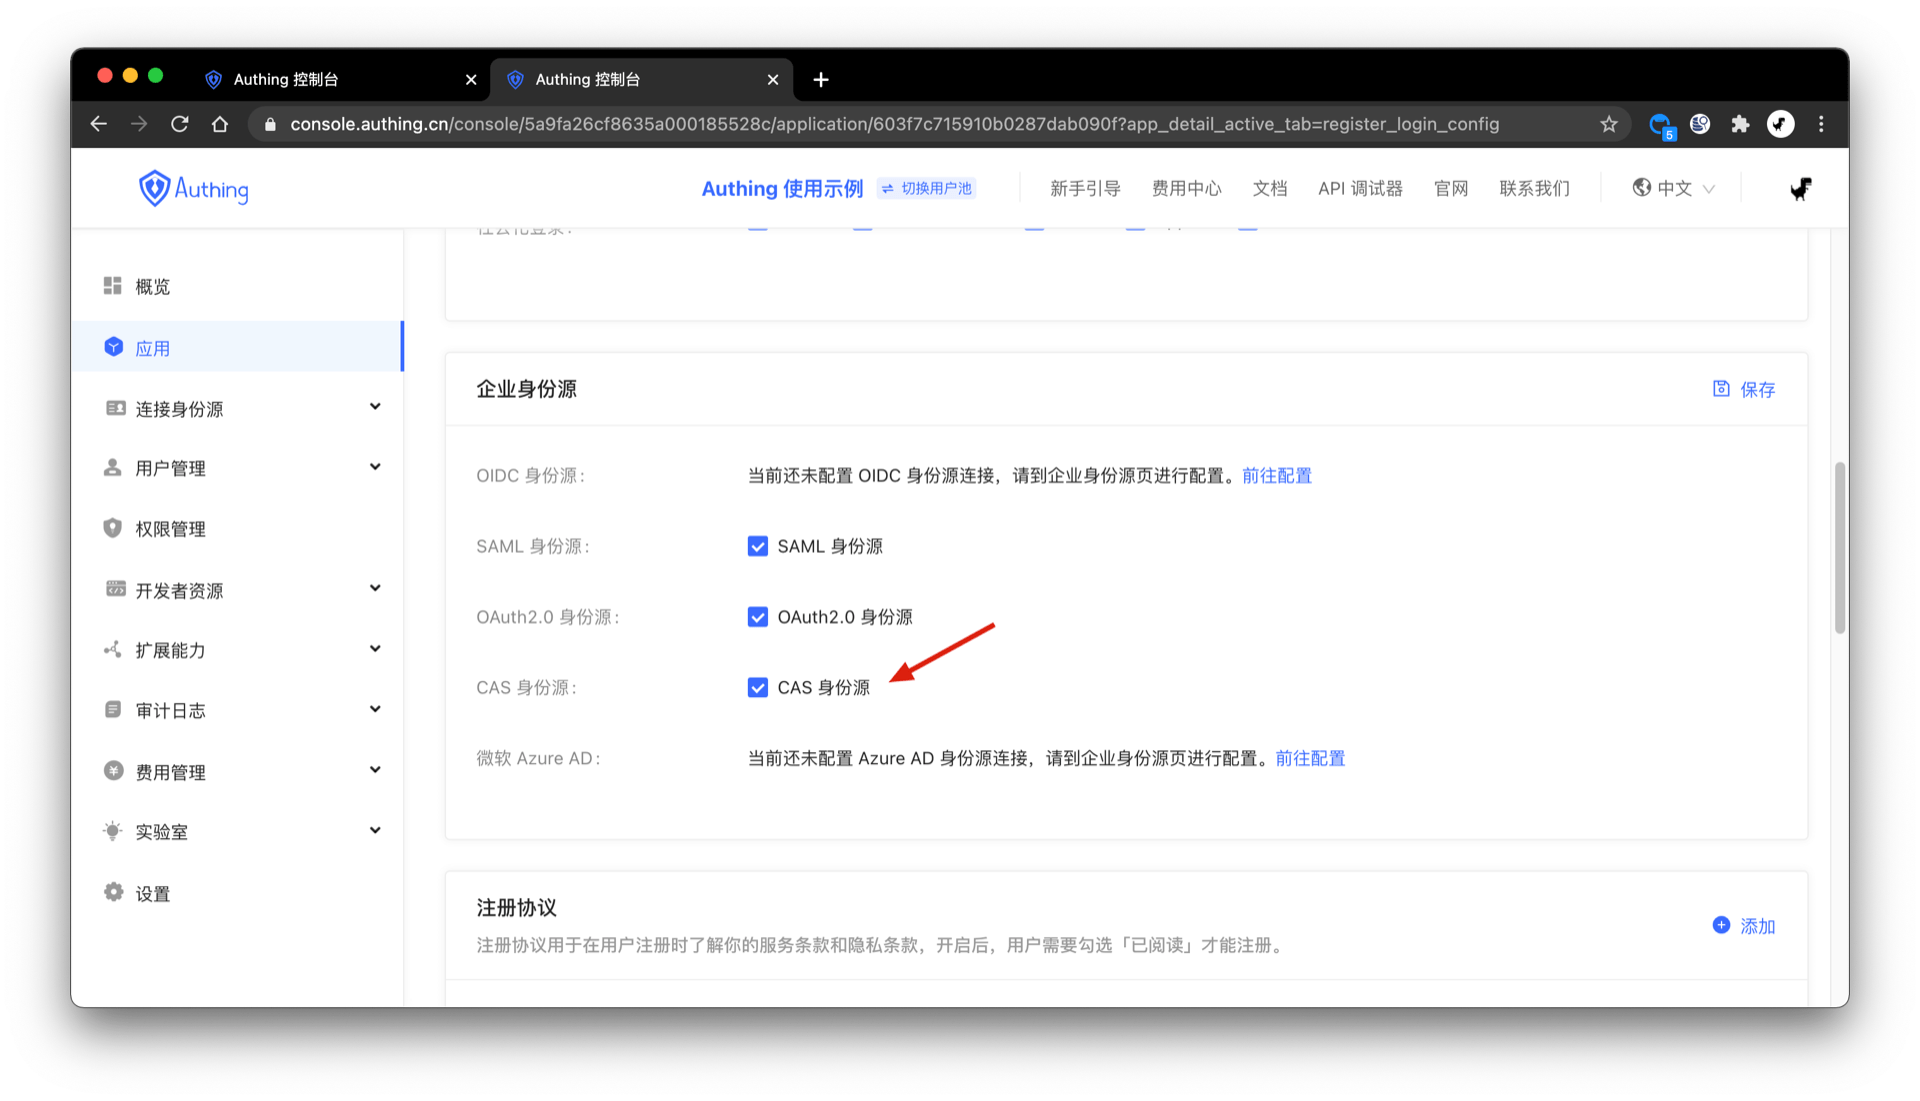 Authing 控制台
Authing 控制台
console.authing.cn/console/5a9fa26cf8635a000185528c/application/603f7c715910b0287dab090f?app_detail_active_tab=register_login_config
5
Authing
Authing 使用示例
切换用户池
新手引导
费用中心
文档
API 调试器
官网
联系我们
中文
概览
应用
连接身份源
用户管理
权限管理
开发者资源
扩展能力
审计日志
费用管理
实验室
设置
企业身份源
保存
OIDC 身份源:
当前还未配置 OIDC 身份源连接，请到企业身份源页进行配置。前往配置
SAML 身份源:
SAML 身份源
OAuth2.0 身份源:
OAuth2.0 身份源
CAS 身份源:
CAS 身份源
微软 Azure AD:
当前还未配置 Azure AD 身份源连接，请到企业身份源页进行配置。前往配置
注册协议
添加
注册协议用于在用户注册时了解你的服务条款和隐私条款，开启后，用户需要勾选「已阅读」才能注册。